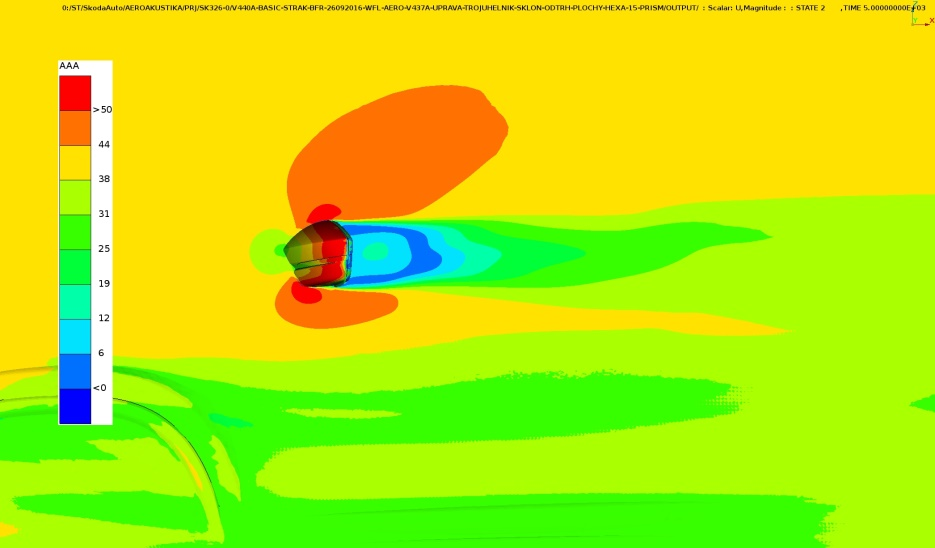 0:/ST/SkodaAuto/AEROAKUSTIKA/PRJ/SK326-0/V440A-BASIC-STRAK-BFR-26092016-WFL-AERO-V437A-UPRAVA-TROJUHELNIK-SKLON-ODTRH-PLOCHY-HEXA-15-PRISM/OUTPUT/ : Scalar: U,Magnitude : : STATE 2 ,TIME 5.00000000E+03
Z
Y X
AAA
>50
44
38
31
25
19
12
6
<0